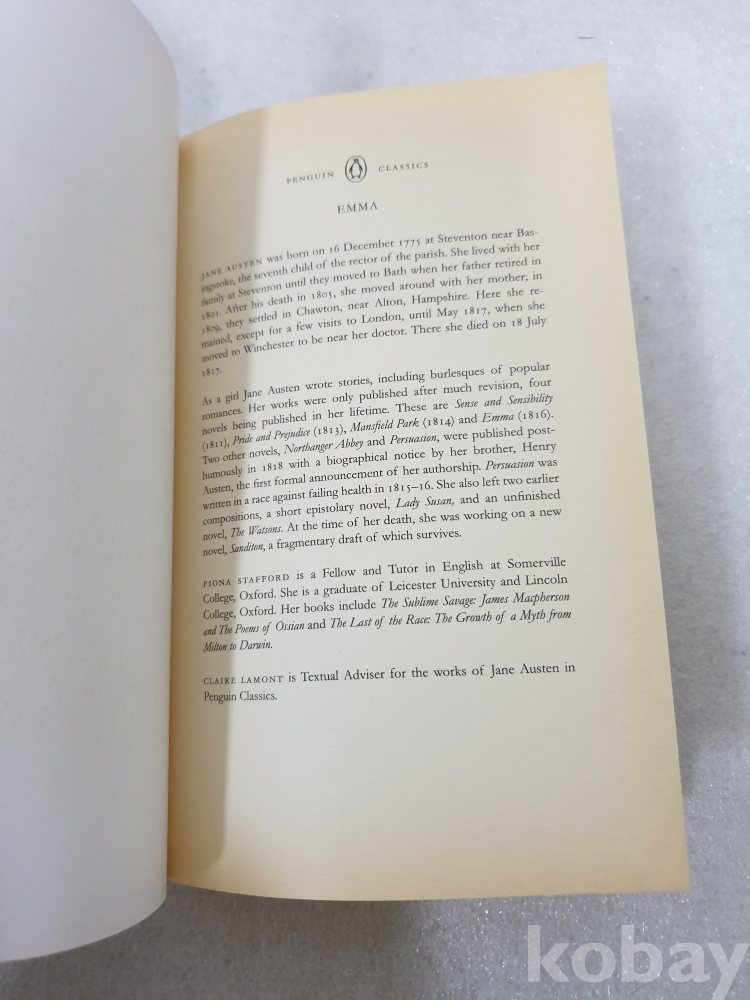 PENGUIN CLASSICS
EMMA
JANE AUSTEN was born on 16 December 1775 at Steventon near Bas-
ingstoke, the seventh child of the rector of the parish. She lived with her
family at Steventon until they moved to Bath when her father retired in
1801. After his death in 1805, she moved around with her mother; in
1809, they settled in Chawton, near Alton, Hampshire. Here she re-
mained, except for a few visits to London, until May 1817, when she
moved to Winchester to be near her doctor. There she died on 18 July
1817.
As a girl Jane Austen wrote stories, including burlesques of popular
romances. Her works were only published after much revision, four
novels being published in her lifetime. These are Sense and Sensibility
(1811), Pride and Prejudice (1813), Mansfield Park (1814) and Emma (1816).
Two other novels, Northanger Abbey and Persuasion, were published post-
humously in 1818 with a biographical notice by her brother, Henry
Austen, the first formal announcement of her authorship. Persuasion was
written in a race against failing health in 1815–16. She also left two earlier
compositions, a short epistolary novel, Lady Susan, and an unfinished
novel, The Watsons. At the time of her death, she was working on a new
novel, Sanditon, a fragmentary draft of which survives.
FIONA STAFFORD is a Fellow and Tutor in English at Somerville
College, Oxford. She is a graduate of Leicester University and Lincoln
College, Oxford. Her books include The Sublime Savage: James Macpherson
and The Poems of Ossian and The Last of the Race: The Growth of a Myth from
Milton to Darwin.
CLAIRE LAMONT is Textual Adviser for the works of Jane Austen in
Penguin Classics.
kobay